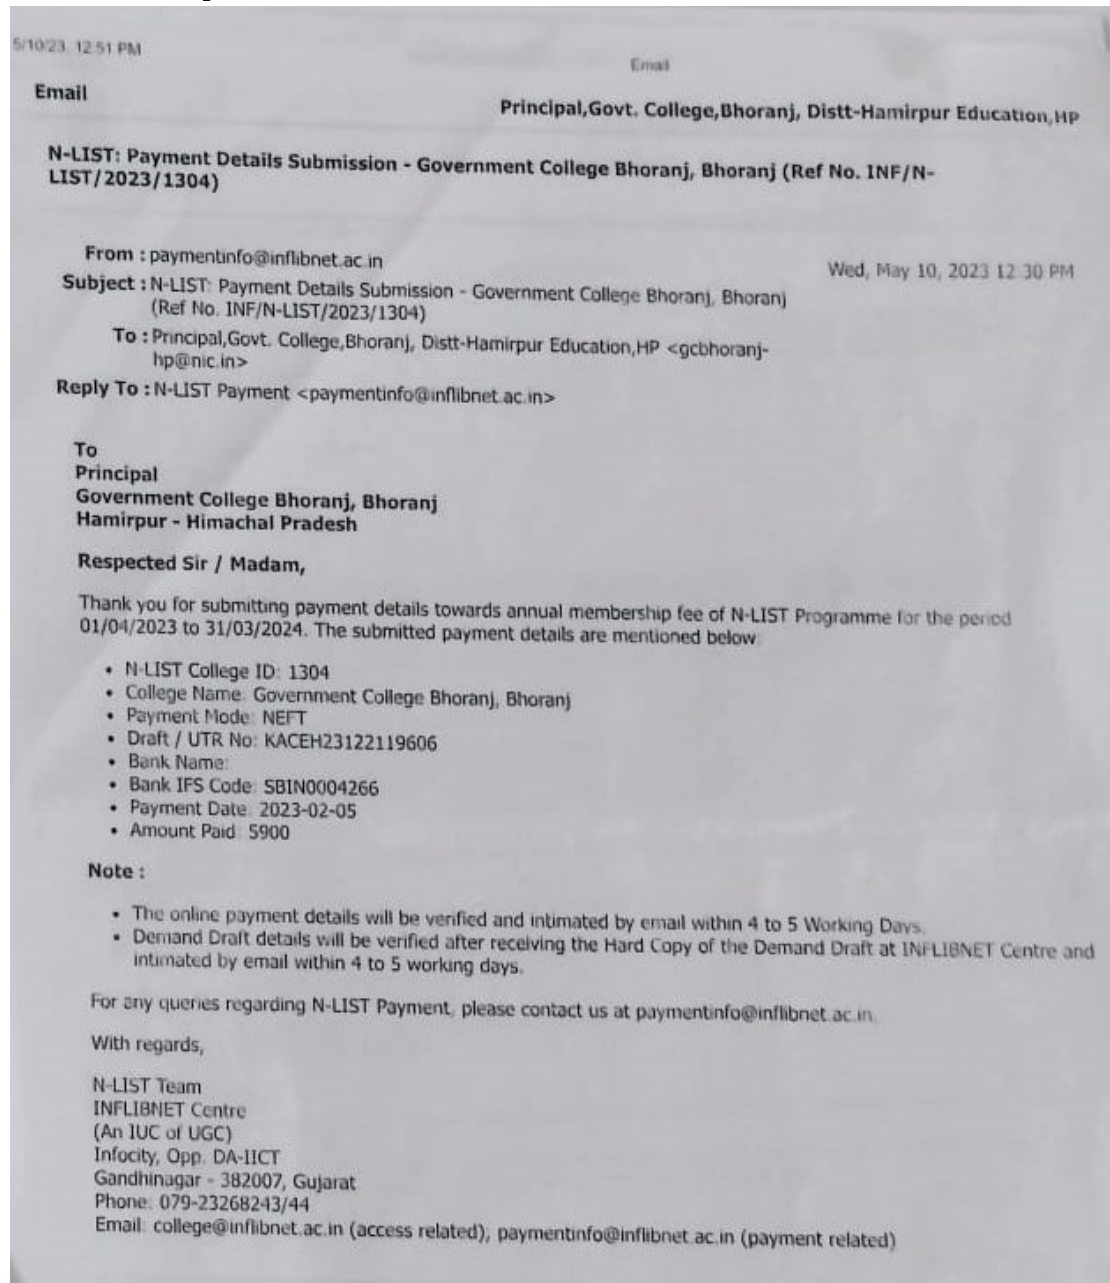 5/10/23, 12:51 PM
Email
Email
Principal,Govt. College,Bhoranj, Distt-Hamirpur Education,HP
N-LIST: Payment Details Submission - Government College Bhoranj, Bhoranj (Ref No. INF/N-
LIST/2023/1304)
From : paymentinfo@inflibnet.ac.in
Wed, May 10, 2023 12:30 PM
Subject : N-LIST: Payment Details Submission - Government College Bhoranj, Bhoranj
(Ref No. INF/N-LIST/2023/1304)
To : Principal,Govt. College,Bhoranj, Distt-Hamirpur Education,HP <gcbhoranj-
hp@nic.in>
Reply To : N-LIST Payment <paymentinfo@inflibnet.ac.in>
To
Principal
Government College Bhoranj, Bhoranj
Hamirpur - Himachal Pradesh
Respected Sir / Madam,
Thank you for submitting payment details towards annual membership fee of N-LIST Programme for the period
01/04/2023 to 31/03/2024. The submitted payment details are mentioned below:
• N-LIST College ID: 1304
• College Name: Government College Bhoranj, Bhoranj
• Payment Mode: NEFT
• Draft / UTR No: KACEH23122119606
• Bank Name:
• Bank IFS Code: SBIN0004266
• Payment Date: 2023-02-05
• Amount Paid: 5900
Note :
• The online payment details will be verified and intimated by email within 4 to 5 Working Days.
• Demand Draft details will be verified after receiving the Hard Copy of the Demand Draft at INFLIBNET Centre and
intimated by email within 4 to 5 working days.
For any queries regarding N-LIST Payment, please contact us at paymentinfo@inflibnet.ac.in.
With regards,
N-LIST Team
INFLIBNET Centre
(An IUC of UGC)
Infocity, Opp. DA-IICT
Gandhinagar - 382007, Gujarat
Phone: 079-23268243/44
Email: college@inflibnet.ac.in (access related), paymentinfo@inflibnet.ac.in (payment related)